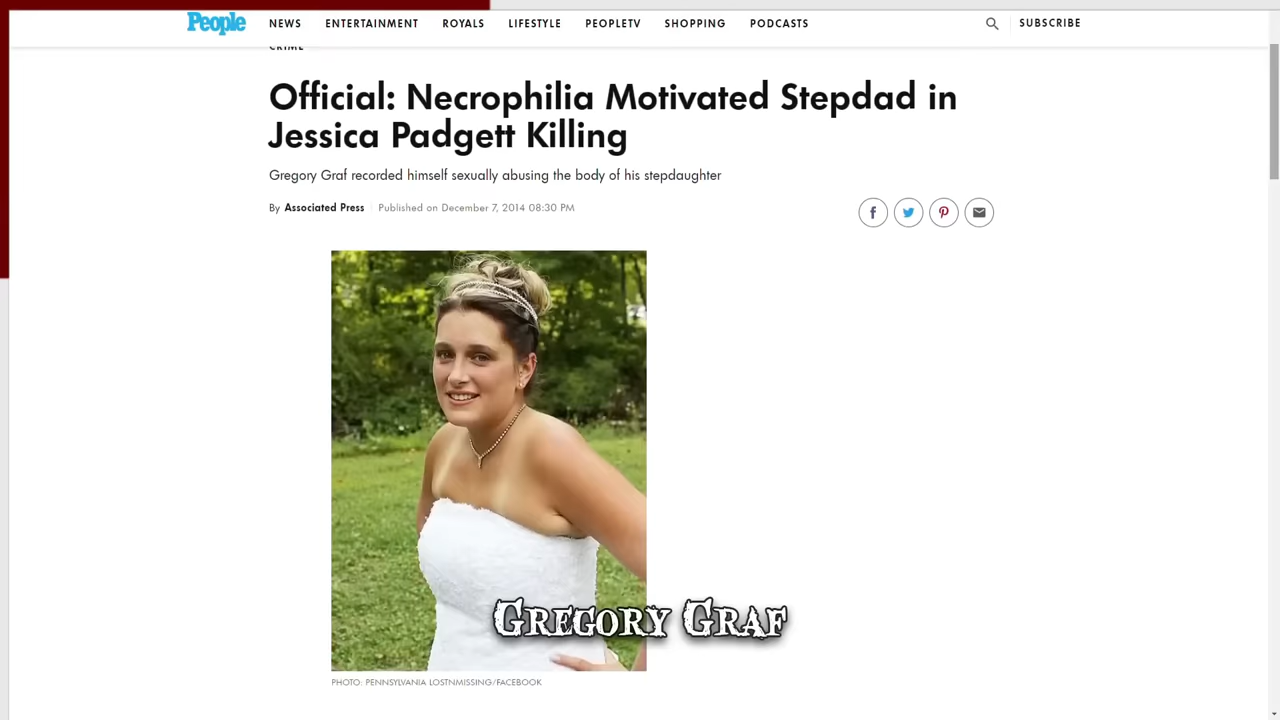 People NEWS ENTERTAINMENT ROYALS LIFESTYLE PEOPLETV SHOPPING PODCASTS SUBSCRIBE
CRIME
Official: Necrophilia Motivated Stepdad in
Jessica Padgett Killing
Gregory Graf recorded himself sexually abusing the body of his stepdaughter
By Associated Press Published on December 7, 2014 08:30 PM
GREGORY GRAF
PHOTO: PENNSYLVANIA LOSTNMISSING/FACEBOOK